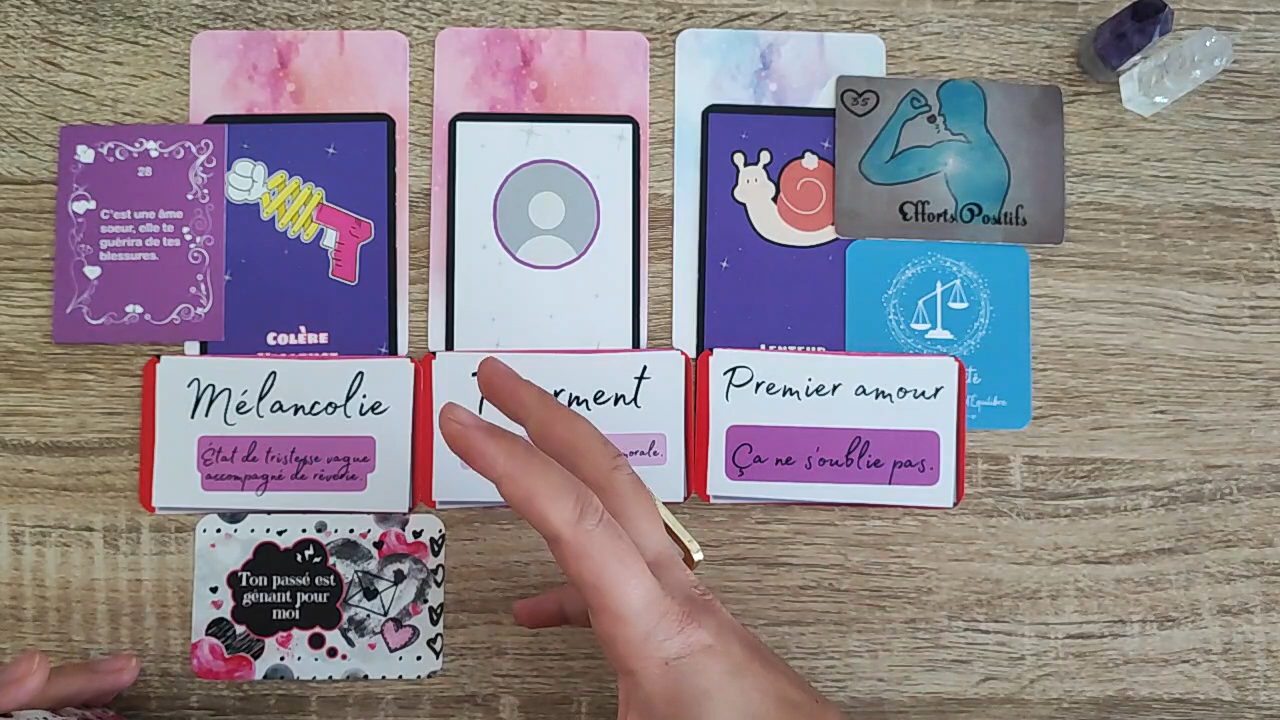 28
C'est une âme
soeur, elle te
guérira de tes
blessures.
COLÈRE
35
Efforts Positifs
Mélancolie
État de tristesse vague
accompagné de rêverie.
morale.
Premier amour
Ça ne s'oublie pas.
Ton passé est
gênant pour
moi